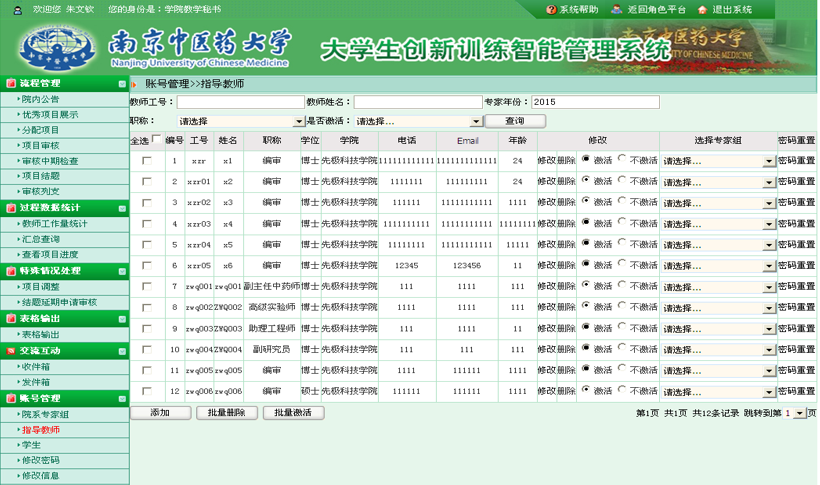 欢迎您 朱文钦 您的身份是：学院教学秘书
系统帮助 返回角色平台 退出系统
南京中医药大学
Nanjing University of Chinese Medicine
大学生创新训练智能管理系统
流程管理
院内公告
优秀项目展示
分配项目
项目审核
审核中期检查
项目结题
审核列支
过程数据统计
教师工作量统计
汇总查询
查看项目进度
特殊情况处理
项目调整
结题延期申请审核
表格输出
表格输出
交流互动
收件箱
发件箱
账号管理
院系专家组
指导教师
学生
修改密码
修改信息
账号管理>>指导教师
教师工号： 教师姓名： 专家年份：2015
职称： 请选择 是否激活： 请选择... 查询
全选 编号 工号 姓名 职称 学位 学院 电话 Email 年龄 修改 选择专家组 密码重置
1 xzr x1 编审 博士 先极科技学院 111111111111 1111111111111 24 修改 删除 激活 不激活 请选择... 密码重置
2 xzr01 x2 编审 博士 先极科技学院 1111111 111111111 24 修改 删除 激活 不激活 请选择... 密码重置
3 xzr02 x3 编审 博士 先极科技学院 111111 11111111111 1111 修改 删除 激活 不激活 请选择... 密码重置
4 xzr03 x4 编审 博士 先极科技学院 1111111111 11111111111 11111111 修改 删除 激活 不激活 请选择... 密码重置
5 xzr04 x5 编审 博士 先极科技学院 11111111 11111111111 11111 修改 删除 激活 不激活 请选择... 密码重置
6 xzr05 x6 编审 博士 先极科技学院 12345 123456 11 修改 删除 激活 不激活 请选择... 密码重置
7 zwq001 zwq001 副主任中药师 博士 先极科技学院 111 1111 111 修改 删除 激活 不激活 请选择... 密码重置
8 zwq002 ZWQ002 高级实验师 博士 先极科技学院 111 1111 111 修改 删除 激活 不激活 请选择... 密码重置
9 zwq003 ZWQ003 助理工程师 博士 先极科技学院 111 111 11 修改 删除 激活 不激活 请选择... 密码重置
10 zwq004 ZWQ004 副研究员 博士 先极科技学院 111 111 111 修改 删除 激活 不激活 请选择... 密码重置
11 zwq005 zwq005 编审 博士 先极科技学院 1111 111111 111 修改 删除 激活 不激活 请选择... 密码重置
12 zwq006 zwq006 编审 硕士 先极科技学院 111111 1111 111 修改 删除 激活 不激活 请选择... 密码重置
添加 批量删除 批量激活 第1页 共1页 共12条记录 跳转到第 1 页